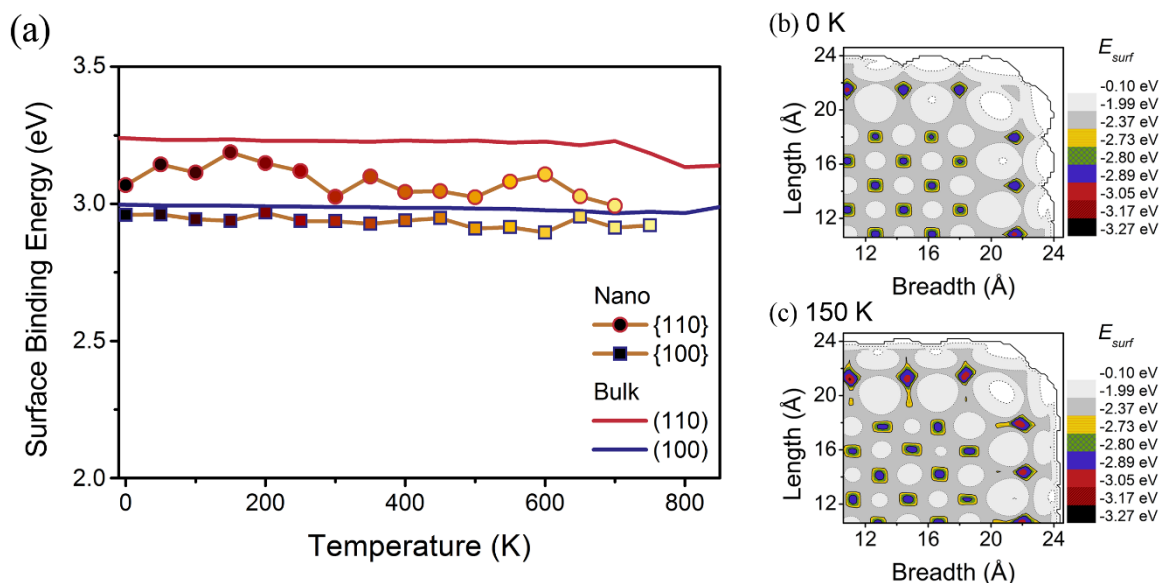 (a)
3.5
3.0
2.5
2.0
Surface Binding Energy (eV)
0
200
400
600
800
Temperature (K)
Nano
{110}
{100}
Bulk
(110)
(100)
(b) 0 K
24
20
16
12
Length (Å)
12
16
20
24
Breadth (Å)
E_surf
-0.10 eV
-1.99 eV
-2.37 eV
-2.73 eV
-2.80 eV
-2.89 eV
-3.05 eV
-3.17 eV
-3.27 eV
(c) 150 K
24
20
16
12
Length (Å)
12
16
20
24
Breadth (Å)
E_surf
-0.10 eV
-1.99 eV
-2.37 eV
-2.73 eV
-2.80 eV
-2.89 eV
-3.05 eV
-3.17 eV
-3.27 eV